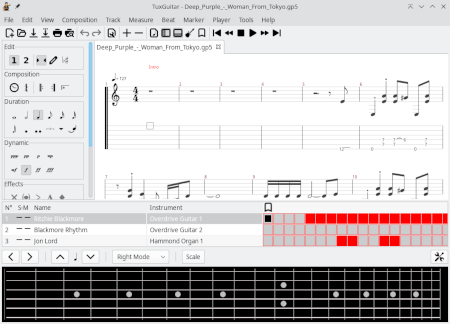 TuxGuitar - Deep_Purple_-_Woman_From_Tokyo.gp5
File Edit View Composition Track Measure Beat Marker Player Tools Help
Edit
Deep_Purple_-_Woman_From_Tokyo.gp5
1 2
Intro
= 127
Composition
Duration
Dynamic
Effects
N° S-M Name Instrument
1 Ritchie Blackmore Overdrive Guitar 1
2 Blackmore Rhythm Overdrive Guitar 2
3 Jon Lord Hammond Organ 1
Right Mode Scale